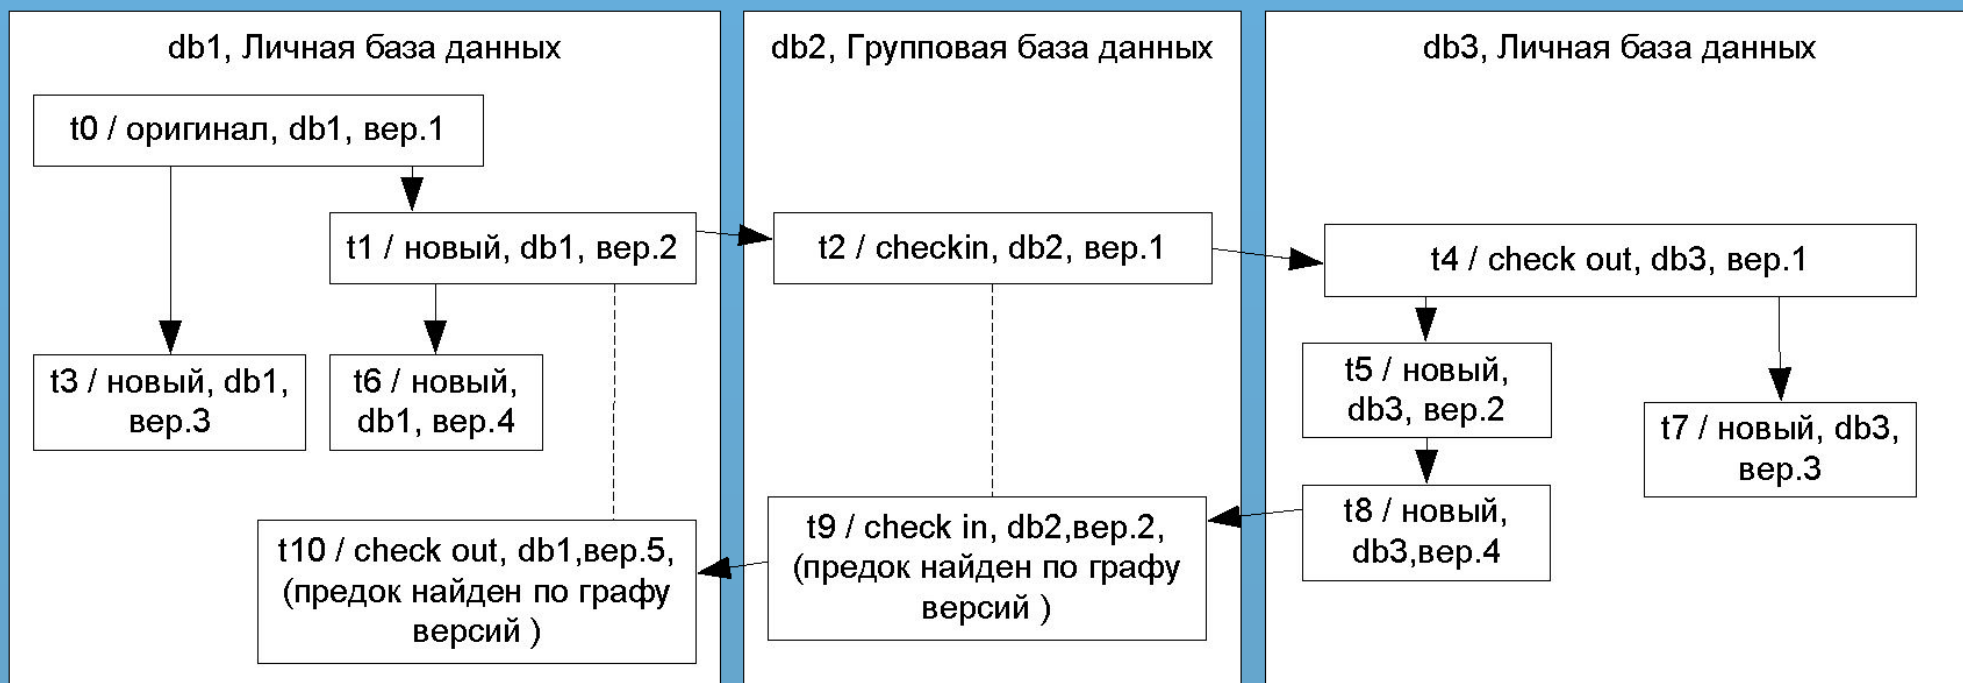 db1, Личная база данных
t0 / оригинал, db1, вер.1
t1 / новый, db1, вер.2
t3 / новый, db1,
вер.3
t6 / новый,
db1, вер.4
t10 / check out, db1,вер.5,
(предок найден по графу
версий )
db2, Групповая база данных
t2 / checkin, db2, вер.1
t9 / check in, db2,вер.2,
(предок найден по графу
версий )
db3, Личная база данных
t4 / check out, db3, вер.1
t5 / новый,
db3, вер.2
t7 / новый, db3,
вер.3
t8 / новый,
db3,вер.4